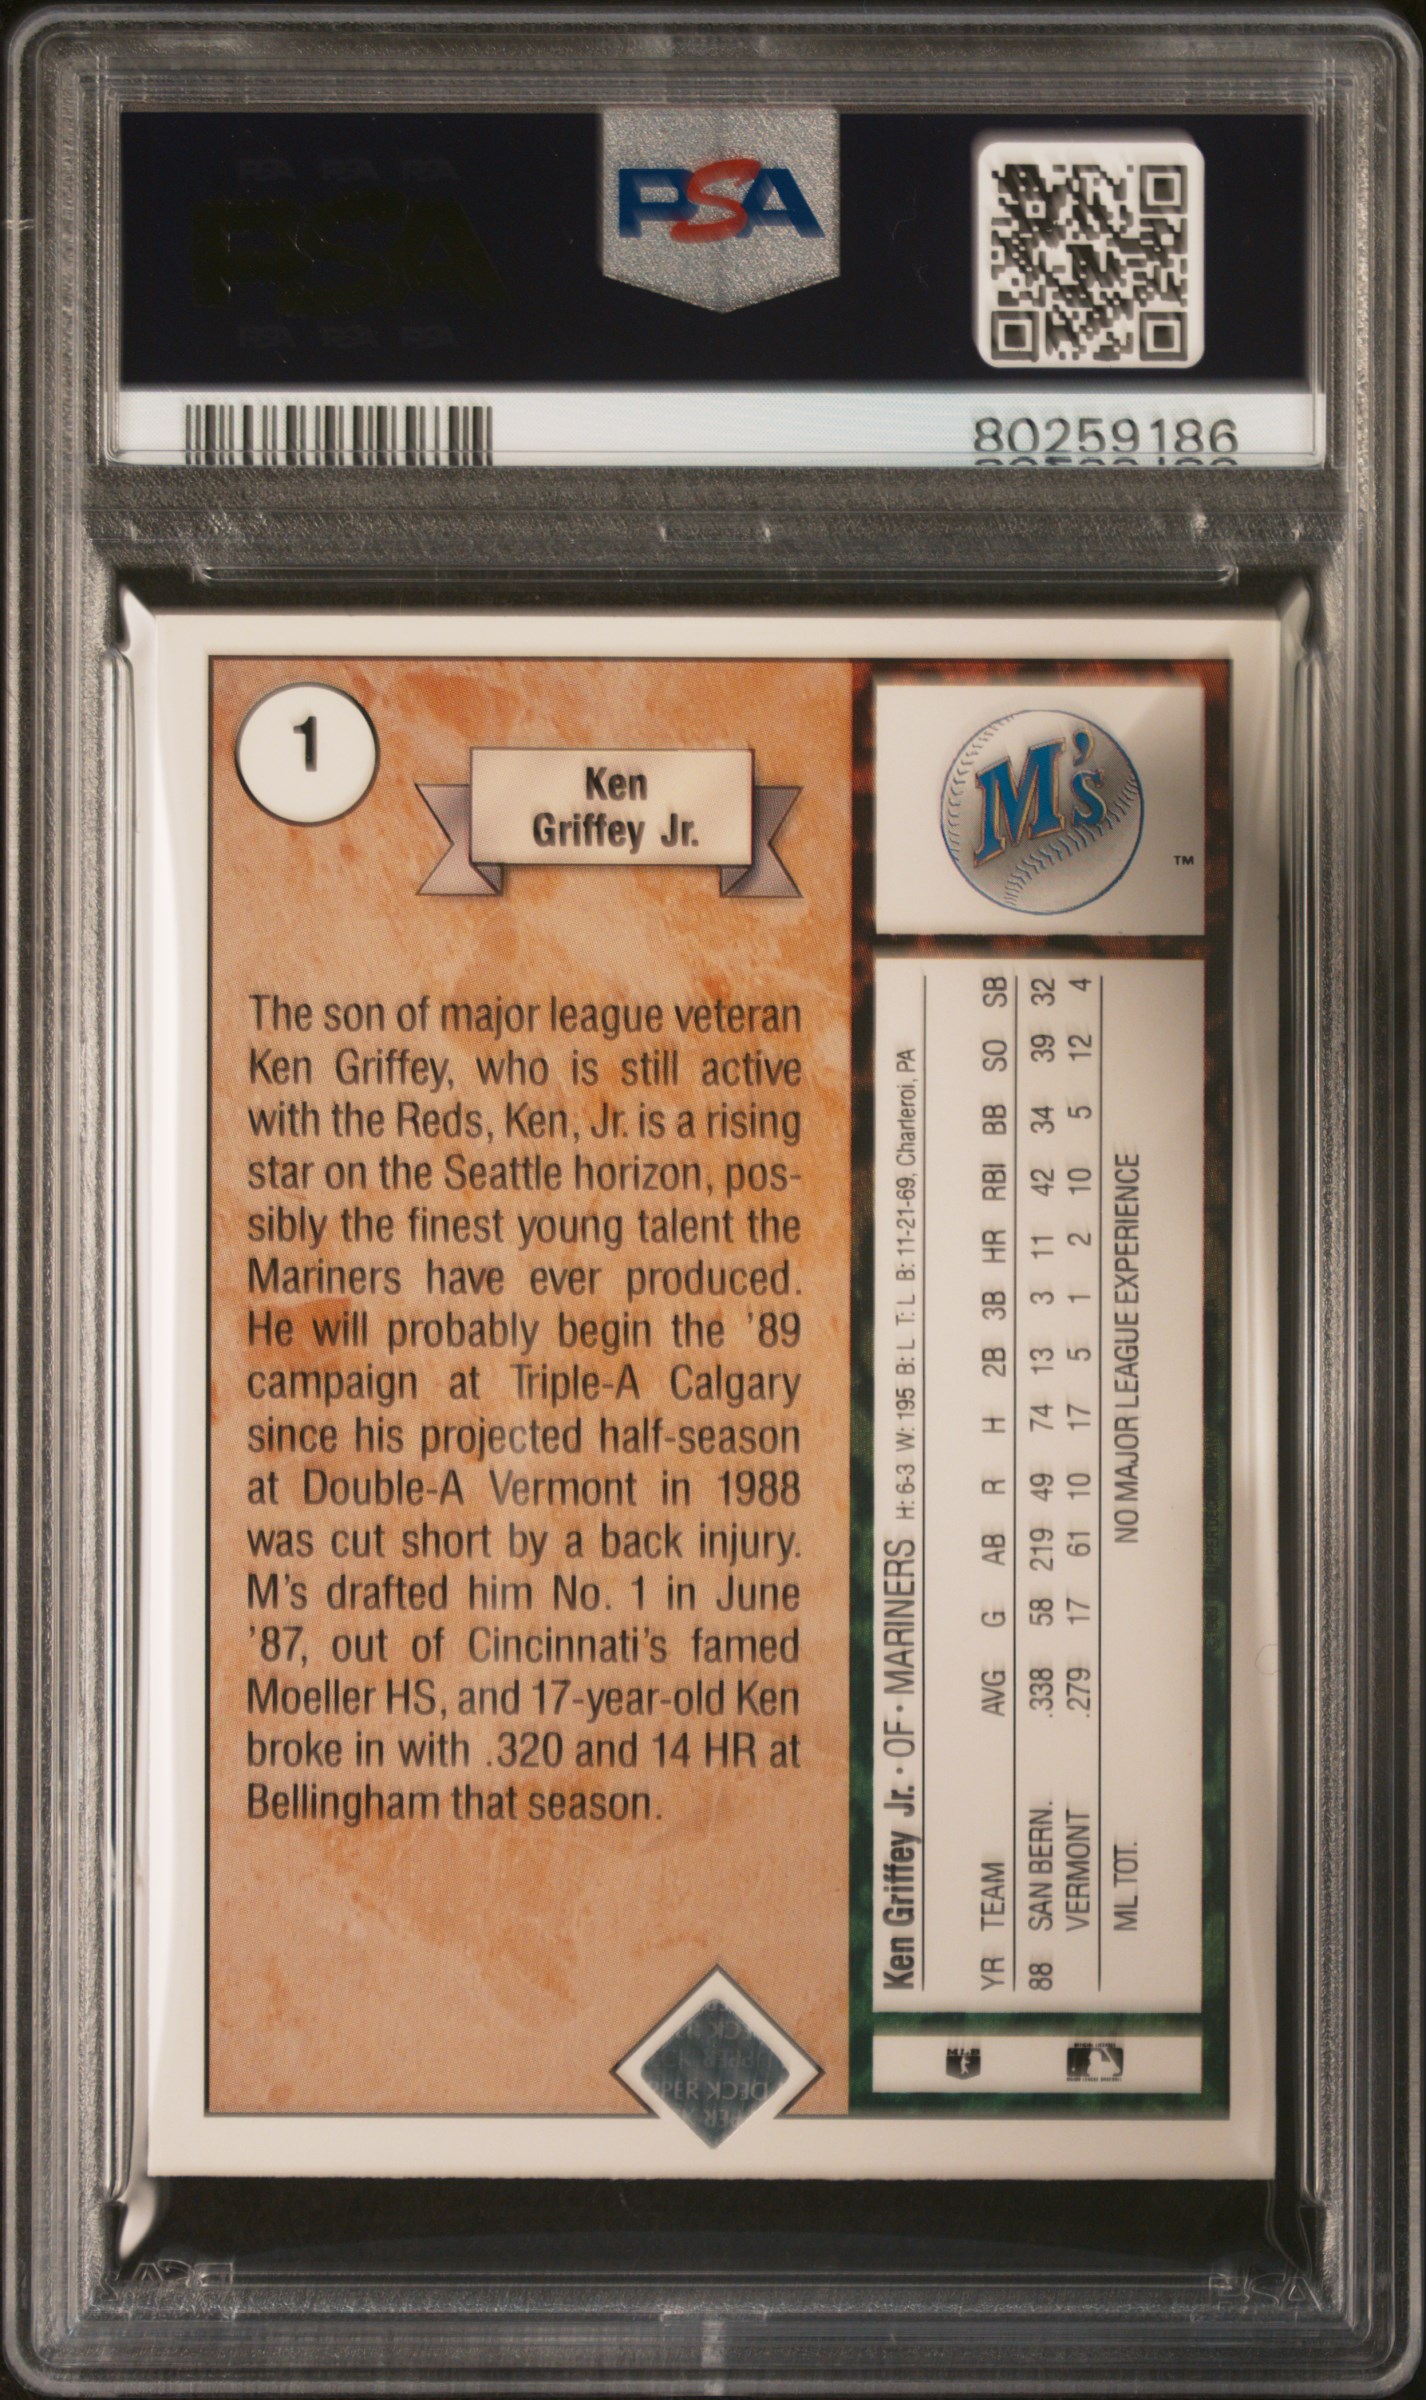 PSA
80259186
1
Ken
Griffey Jr.
M's
TM
The son of major league veteran
Ken Griffey, who is still active
with the Reds, Ken, Jr. is a rising
star on the Seattle horizon, pos-
sibly the finest young talent the
Mariners have ever produced.
He will probably begin the '89
campaign at Triple-A Calgary
since his projected half-season
at Double-A Vermont in 1988
was cut short by a back injury.
M's drafted him No. 1 in June
'87, out of Cincinnati's famed
Moeller HS, and 17-year-old Ken
broke in with .320 and 14 HR at
Bellingham that season.
Ken Griffey Jr. · OF · MARINERS H: 6-3 W: 195 B: L T: L B: 11-21-69, Charleroi, PA
YR TEAM AVG G AB R H 2B 3B HR RBI BB SO SB
88 SAN BERN. .338 58 219 49 74 13 3 11 42 34 39 32
VERMONT .279 17 61 10 17 5 1 2 10 5 12 4
ML TOT. NO MAJOR LEAGUE EXPERIENCE